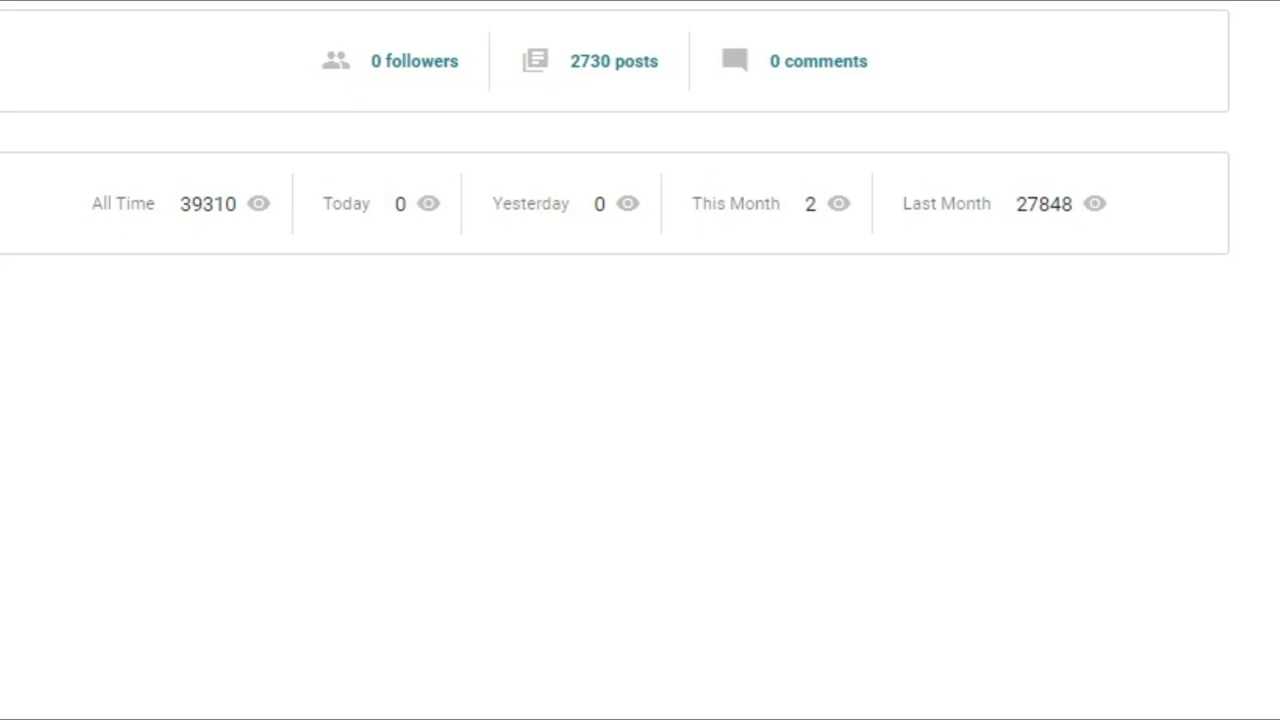 0 followers 2730 posts 0 comments
All Time 39310 Today 0 Yesterday 0 This Month 2 Last Month 27848